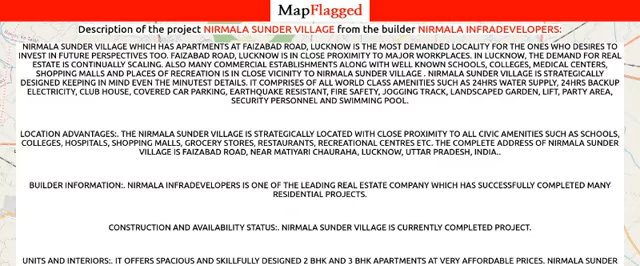 MapFlagged
Description of the project NIRMALA SUNDER VILLAGE from the builder NIRMALA INFRADEVELOPERS:
NIRMALA SUNDER VILLAGE WHICH HAS APARTMENTS AT FAIZABAD ROAD, LUCKNOW IS THE MOST DEMANDED LOCALITY FOR THE ONES WHO DESIRES TO
INVEST IN FUTURE PERSPECTIVES TOO. FAIZABAD ROAD, LUCKNOW IS IN CLOSE PROXIMITY TO MAJOR WORKPLACES. IN LUCKNOW, THE DEMAND FOR REAL
ESTATE IS CONTINUALLY SCALING. ALSO MANY COMMERCIAL ESTABLISHMENTS ALONG WITH WELL KNOWN SCHOOLS, COLLEGES, MEDICAL CENTERS,
SHOPPING MALLS AND PLACES OF RECREATION IS IN CLOSE VICINITY TO NIRMALA SUNDER VILLAGE . NIRMALA SUNDER VILLAGE IS STRATEGICALLY
DESIGNED KEEPING IN MIND EVEN THE MINUTEST DETAILS. IT COMPRISES OF ALL WORLD CLASS AMENITIES SUCH AS 24HRS WATER SUPPLY, 24HRS BACKUP
ELECTRICITY, CLUB HOUSE, COVERED CAR PARKING, EARTHQUAKE RESISTANT, FIRE SAFETY, JOGGING TRACK, LANDSCAPED GARDEN, LIFT, PARTY AREA,
SECURITY PERSONNEL AND SWIMMING POOL.
LOCATION ADVANTAGES:. THE NIRMALA SUNDER VILLAGE IS STRATEGICALLY LOCATED WITH CLOSE PROXIMITY TO ALL CIVIC AMENITIES SUCH AS SCHOOLS,
COLLEGES, HOSPITALS, SHOPPING MALLS, GROCERY STORES, RESTAURANTS, RECREATIONAL CENTRES ETC. THE COMPLETE ADDRESS OF NIRMALA SUNDER
VILLAGE IS FAIZABAD ROAD, NEAR MATIYARI CHAURAHA, LUCKNOW, UTTAR PRADESH, INDIA..
BUILDER INFORMATION:. NIRMALA INFRADEVELOPERS IS ONE OF THE LEADING REAL ESTATE COMPANY WHICH HAS SUCCESSFULLY COMPLETED MANY
RESIDENTIAL PROJECTS.
CONSTRUCTION AND AVAILABILITY STATUS:. NIRMALA SUNDER VILLAGE IS CURRENTLY COMPLETED PROJECT.
UNITS AND INTERIORS:. IT OFFERS SPACIOUS AND SKILLFULLY DESIGNED 2 BHK AND 3 BHK APARTMENTS AT VERY AFFORDABLE PRICES. NIRMALA SUNDER